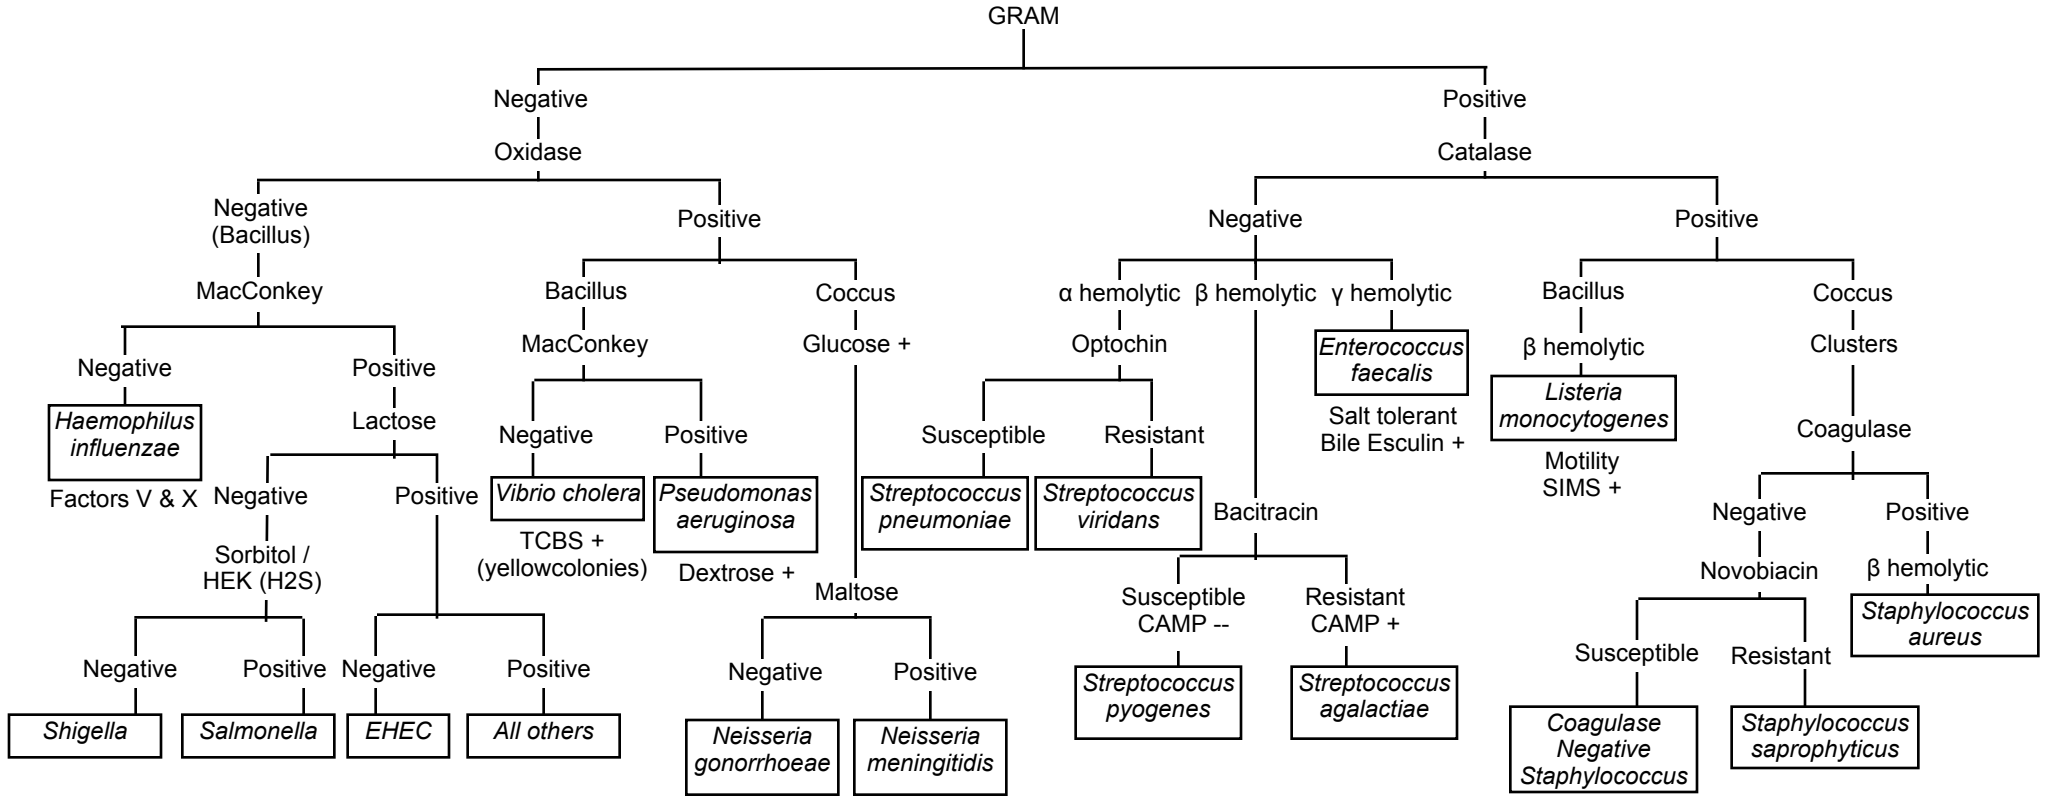 GRAM
Negative
Positive
Oxidase
Catalase
Negative
(Bacillus)
Positive
Negative
Positive
MacConkey
Bacillus
Coccus
α hemolytic
β hemolytic
γ hemolytic
Bacillus
Coccus
MacConkey
Glucose +
Optochin
Enterococcus
faecalis
β hemolytic
Clusters
Negative
Positive
Haemophilus
influenzae
Factors V & X
Lactose
Negative
Positive
Susceptible
Resistant
Salt tolerant
Bile Esculin +
Listeria
monocytogenes
Motility
SIMS +
Coagulase
Negative
Positive
Vibrio cholera
TCBS +
(yellowcolonies)
Pseudomonas
aeruginosa
Dextrose +
Streptococcus
pneumoniae
Streptococcus
viridans
Bacitracin
Negative
Positive
Sorbitol /
HEK (H2S)
Maltose
Susceptible
CAMP --
Resistant
CAMP +
Novobiacin
β hemolytic
Staphylococcus
aureus
Negative
Positive
Negative
Positive
Negative
Positive
Streptococcus
pyogenes
Streptococcus
agalactiae
Susceptible
Resistant
Shigella
Salmonella
EHEC
All others
Neisseria
gonorrhoeae
Neisseria
meningitidis
Coagulase
Negative
Staphylococcus
Staphylococcus
saprophyticus